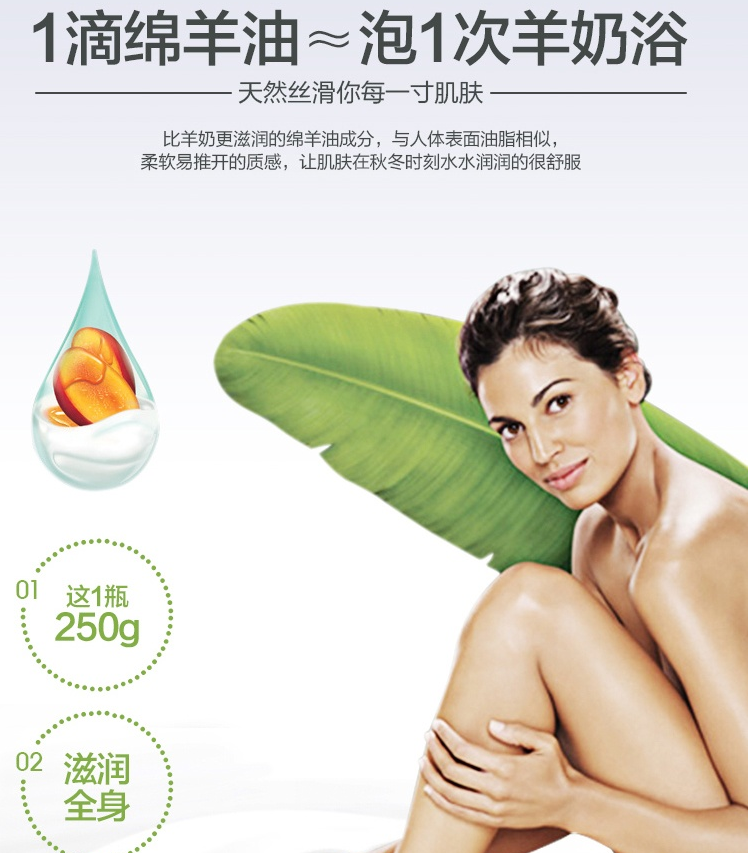 1滴绵羊油≈泡1次羊奶浴
天然丝滑你每一寸肌肤
比羊奶更滋润的绵羊油成分，与人体表面油脂相似，
柔软易推开的质感，让肌肤在秋冬时刻水水润润的很舒服
01
这1瓶
250g
02
滋润
全身